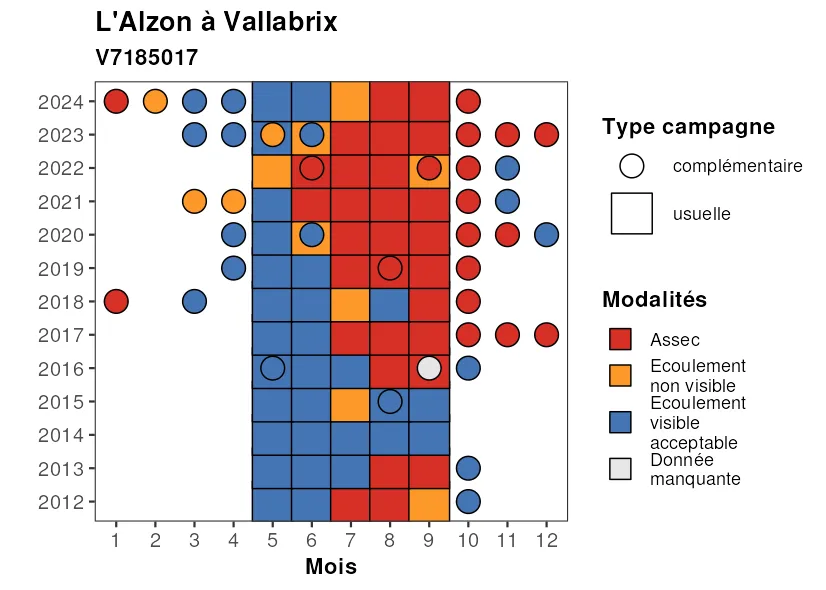 L'Alzon à Vallabrix
V7185017
2024
2023
2022
2021
2020
2019
2018
2017
2016
2015
2014
2013
2012
1 2 3 4 5 6 7 8 9 10 11 12
Mois
Type campagne
complémentaire
usuelle
Modalités
Assec
Ecoulement
non visible
Ecoulement
visible
acceptable
Donnée
manquante